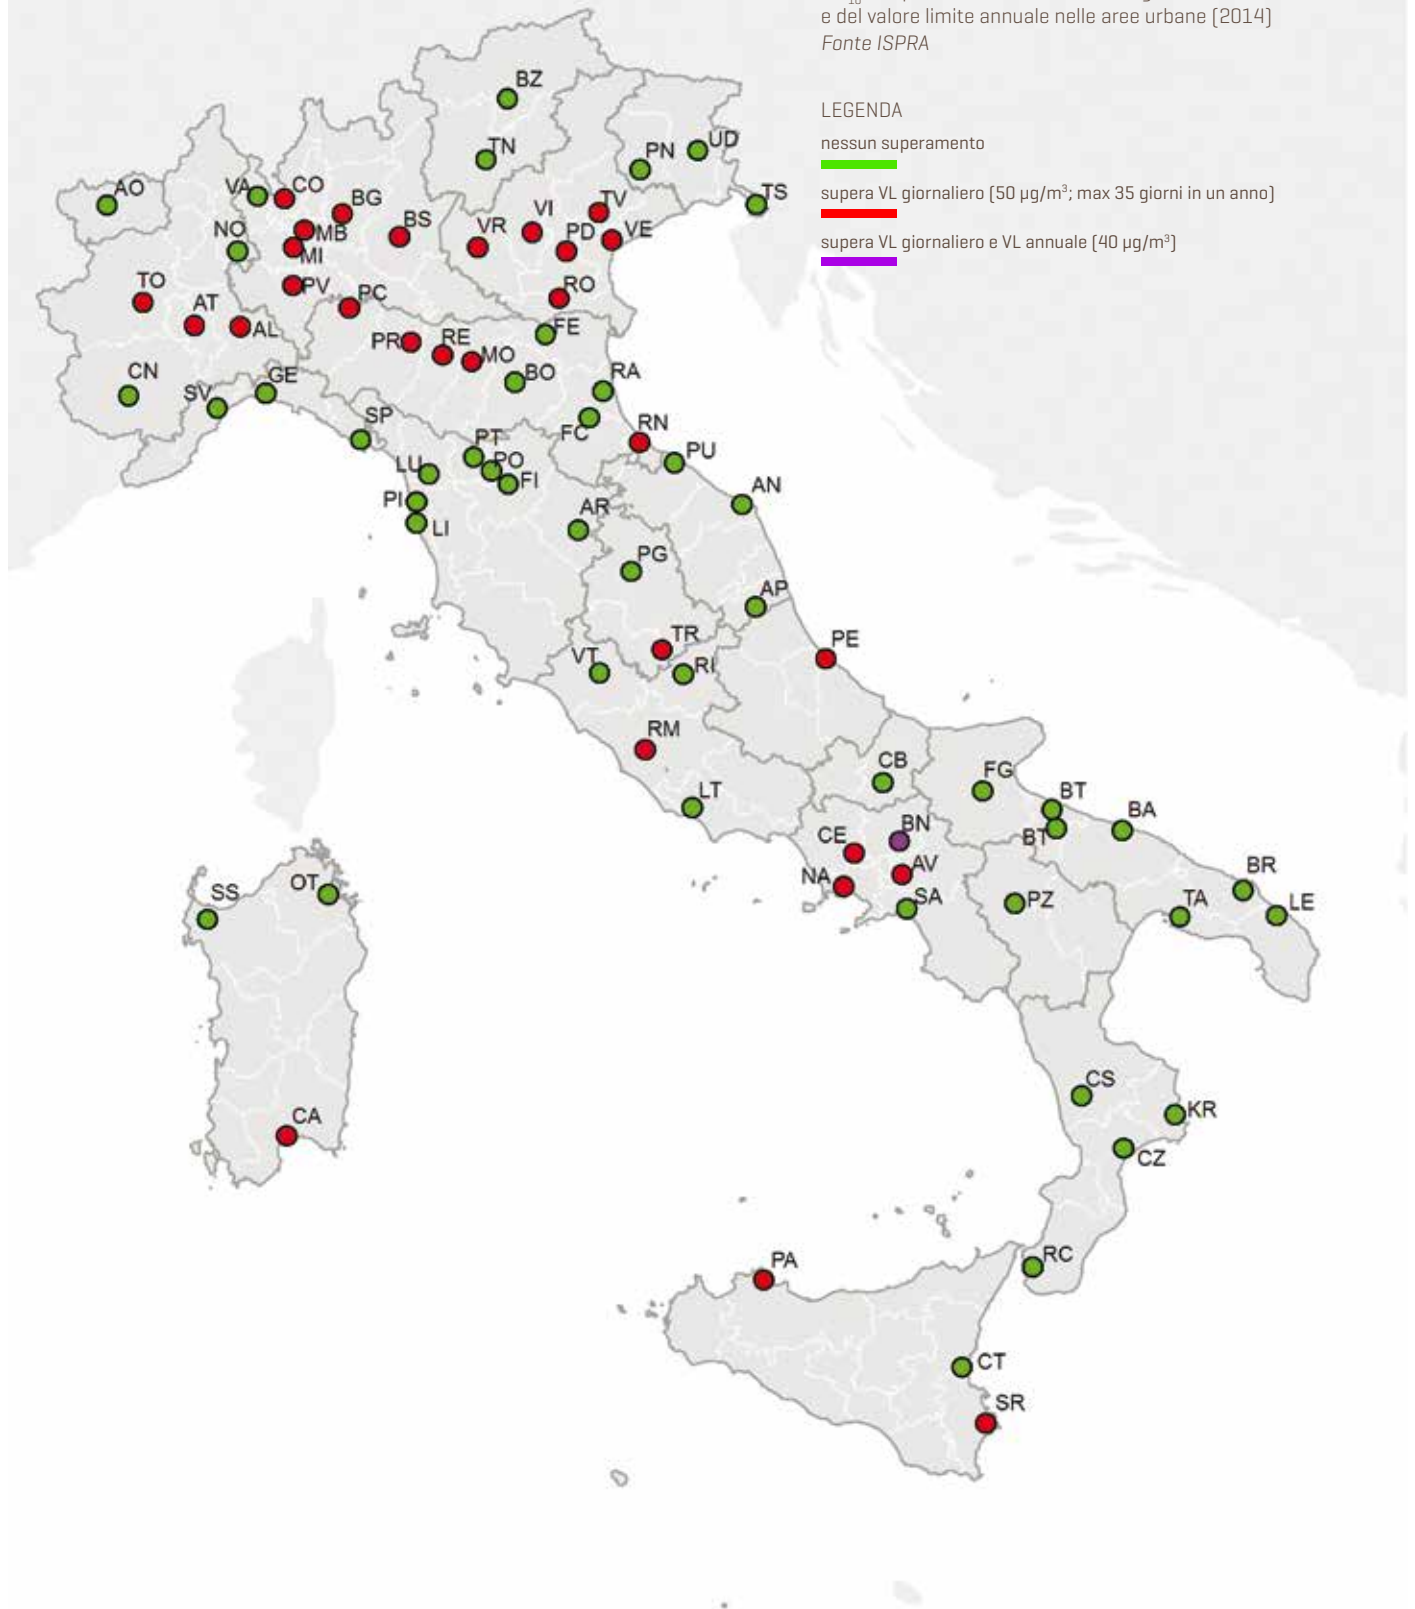 e del valore limite annuale nelle aree urbane (2014)
Fonte ISPRA
LEGENDA
nessun superamento
supera VL giornaliero (50 µg/m³; max 35 giorni in un anno)
supera VL giornaliero e VL annuale (40 µg/m³)
BZ
TN
PN
UD
TS
AO
VA
CO
BG
BS
VR
VI
TV
NO
MB
MI
PD
VE
TO
PV
PC
RO
AT
AL
PR
RE
MO
FE
CN
SV
GE
BO
RA
SP
PT
FC
RN
PU
LU
PO
FI
PI
LI
AR
AN
PG
AP
TR
VT
RI
PE
RM
LT
CB
FG
BT
BA
CE
BN
BT
NA
AV
SA
PZ
BR
TA
LE
SS
OT
CA
CS
KR
CZ
RC
PA
CT
SR